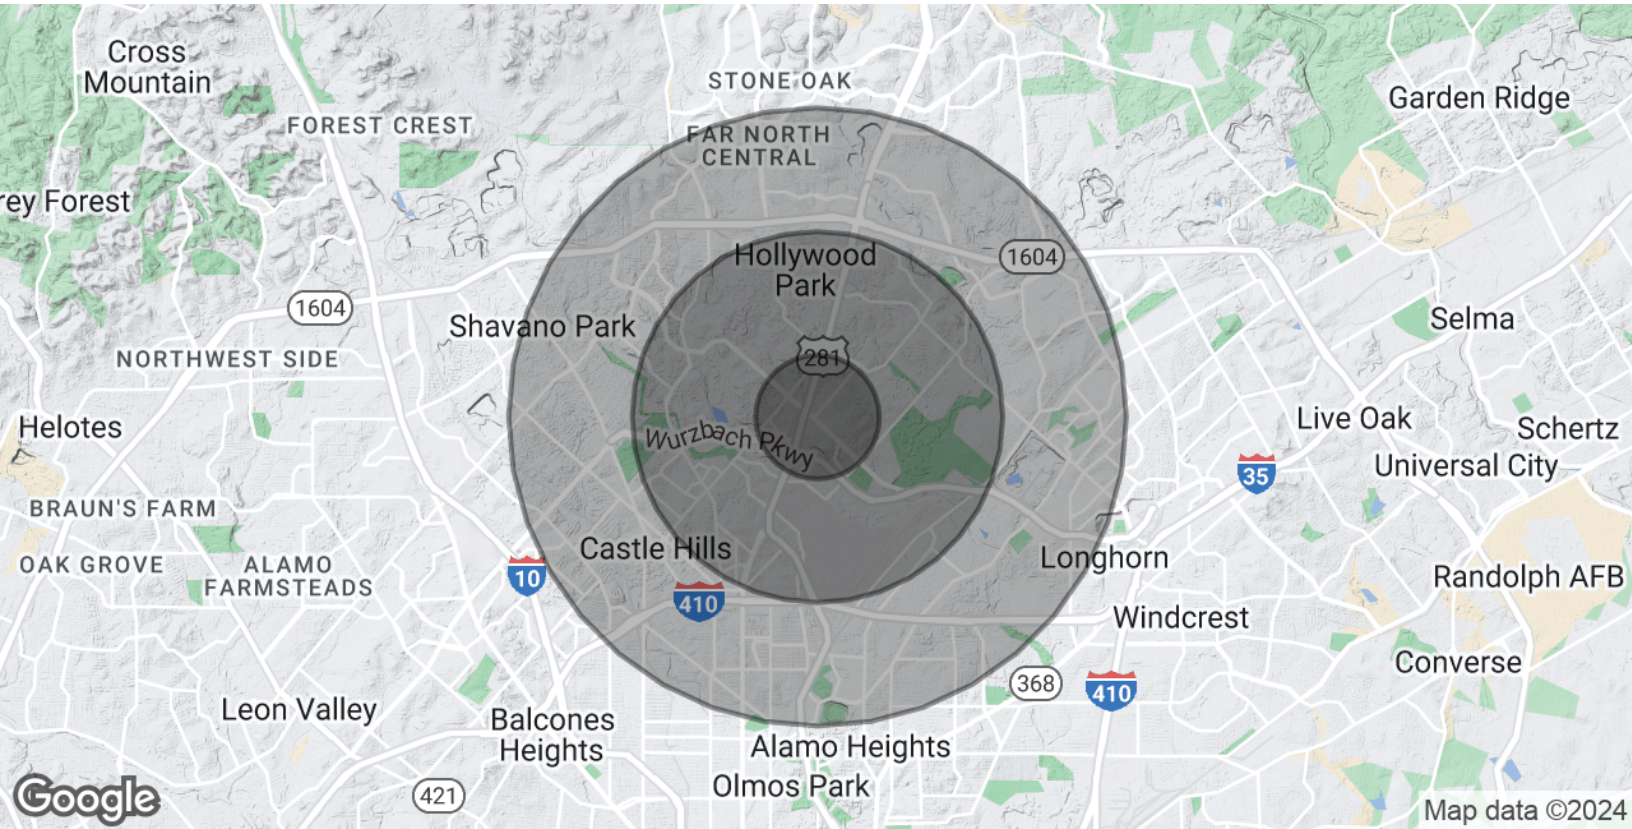 Cross
Mountain
STONE OAK
Garden Ridge
FOREST CREST
FAR NORTH
CENTRAL
rey Forest
Hollywood
Park
1604
1604
Shavano Park
Selma
NORTHWEST SIDE
281
Helotes
Live Oak
Schertz
Wurzbach Pkwy
Universal City
35
BRAUN'S FARM
Castle Hills
Longhorn
OAK GROVE
ALAMO
FARMSTEADS
10
Randolph AFB
410
Windcrest
Converse
368
410
Leon Valley
Balcones
Heights
Alamo Heights
Olmos Park
421
Google
Map data ©2024